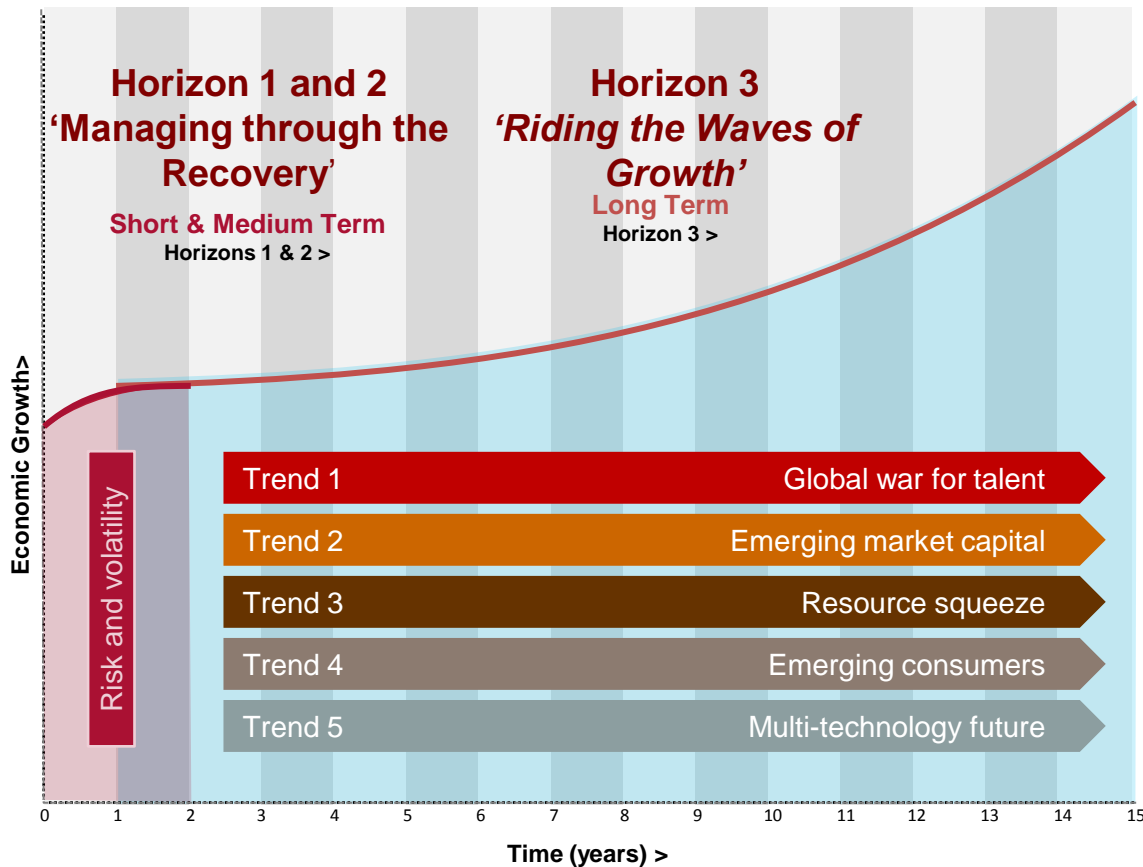 Horizon 1 and 2
‘Managing through the
Recovery’
Short & Medium Term
Horizons 1 & 2 >
Horizon 3
‘Riding the Waves of
Growth’
Long Term
Horizon 3 >
Economic Growth>
Risk and volatility
Trend 1 Global war for talent
Trend 2 Emerging market capital
Trend 3 Resource squeeze
Trend 4 Emerging consumers
Trend 5 Multi-technology future
0 1 2 3 4 5 6 7 8 9 10 11 12 13 14 15
Time (years) >